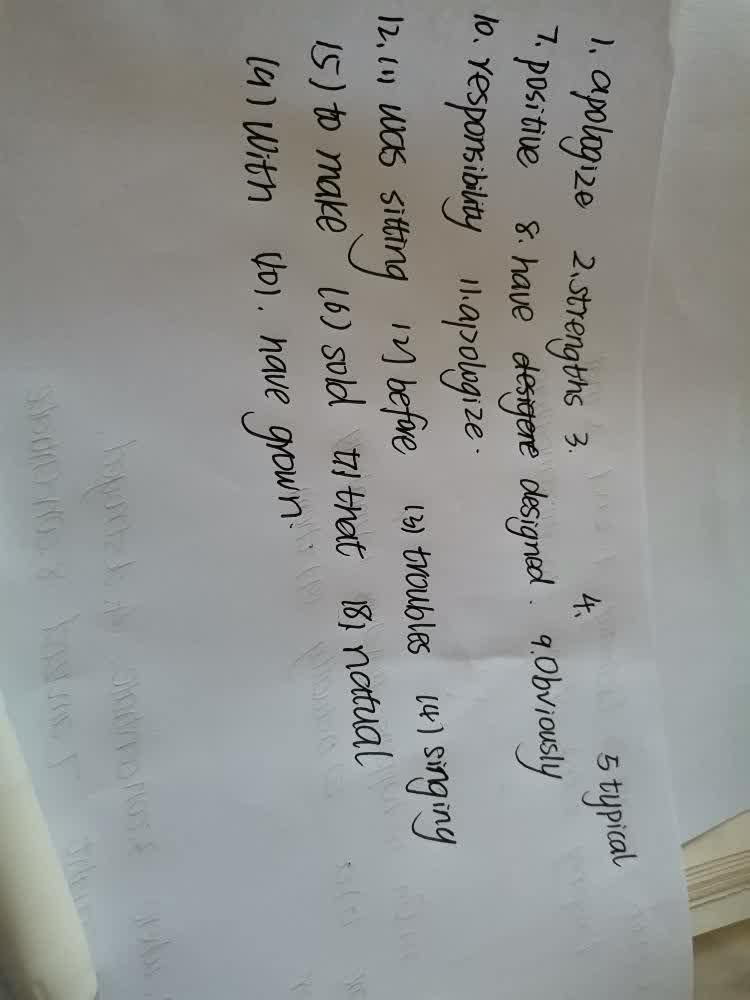 1. apologize 2. strengths 3. 4. 5 typical
7. positive 8. have designed. 9. Obviously
10. responsibility 11. apologize.
12. (1) was sitting (2) before (3) troubles (4) singing
(5) to make (6) sold (7) that (8) natural
(9) With (10). have grown.